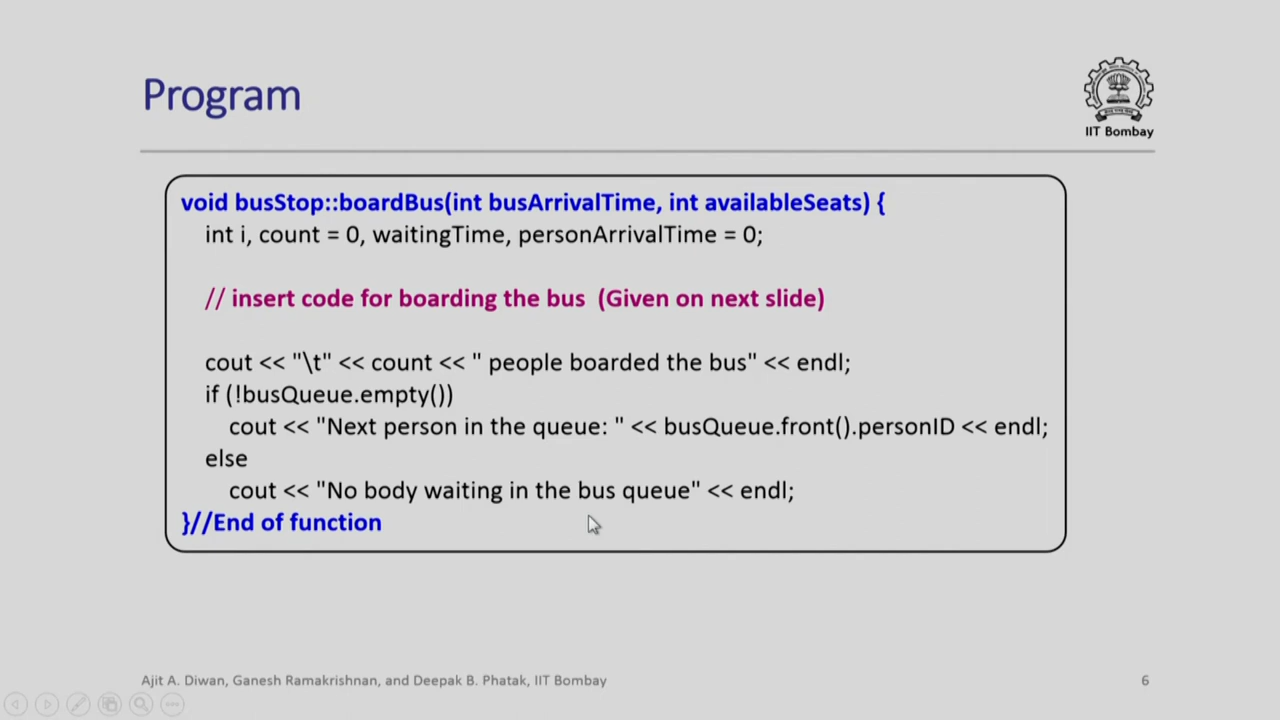 Program
IIT Bombay
void busStop::boardBus(int busArrivalTime, int availableSeats) {
int i, count = 0, waitingTime, personArrivalTime = 0;
// insert code for boarding the bus (Given on next slide)
cout << "\t" << count << " people boarded the bus" << endl;
if (!busQueue.empty())
cout << "Next person in the queue: " << busQueue.front().personID << endl;
else
cout << "No body waiting in the bus queue" << endl;
}//End of function
Ajit A. Diwan, Ganesh Ramakrishnan, and Deepak B. Phatak, IIT Bombay
6